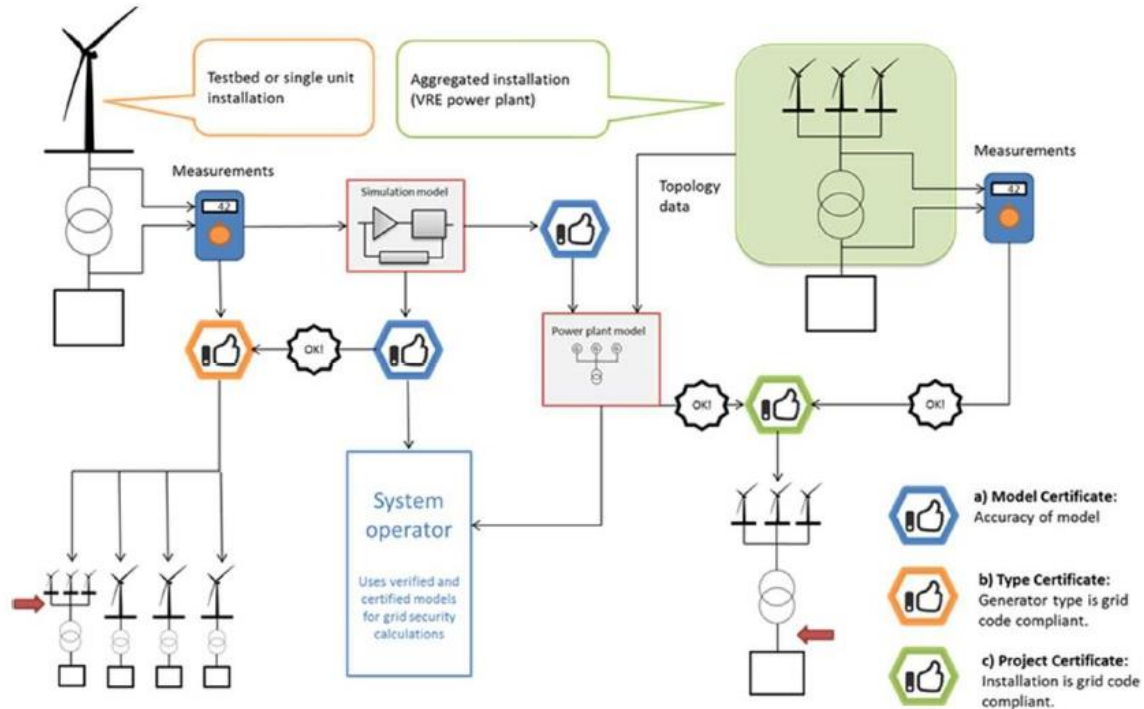 Testbed or single unit
installation
Aggregated installation
(VRE power plant)
Measurements
42
Simulation model
Topology
data
Measurements
42
OK!
Power plant model
OK!
OK!
System
operator
Uses verified and
certified models
for grid security
calculations
a) Model Certificate:
Accuracy of model
b) Type Certificate:
Generator type is grid
code compliant.
c) Project Certificate:
Installation is grid code
compliant.